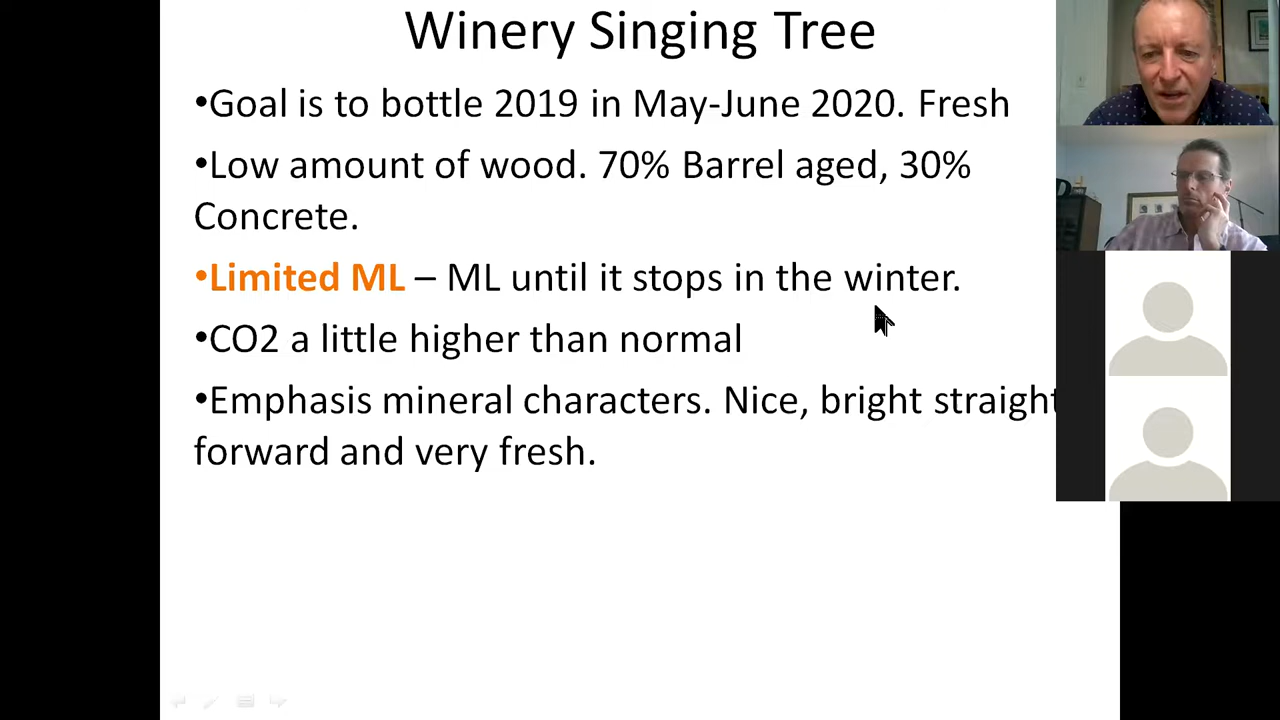 Winery Singing Tree
•Goal is to bottle 2019 in May-June 2020. Fresh
•Low amount of wood. 70% Barrel aged, 30%
Concrete.
•Limited ML – ML until it stops in the winter.
•CO2 a little higher than normal
•Emphasis mineral characters. Nice, bright straight
forward and very fresh.